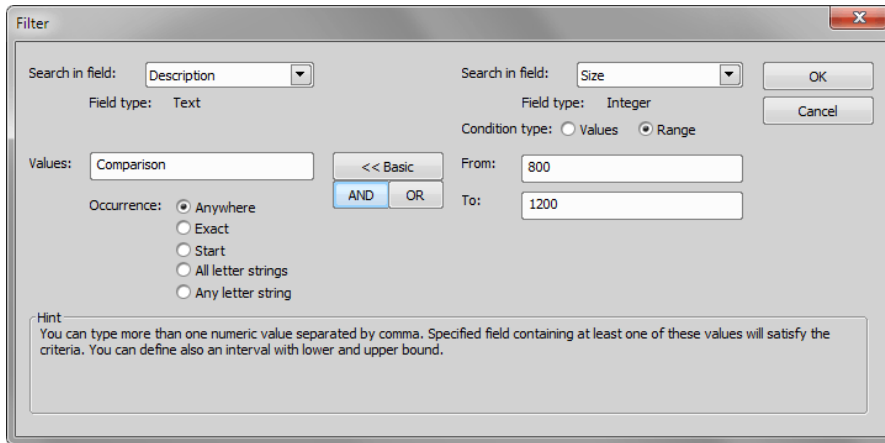 Filter
Search in field: Description
Field type: Text
Search in field: Size
Field type: Integer
Condition type: Values Range
OK
Cancel
Values: Comparison
<< Basic
AND OR
From: 800
To: 1200
Occurrence: Anywhere
Exact
Start
All letter strings
Any letter string
Hint
You can type more than one numeric value separated by comma. Specified field containing at least one of these values will satisfy the
criteria. You can define also an interval with lower and upper bound.